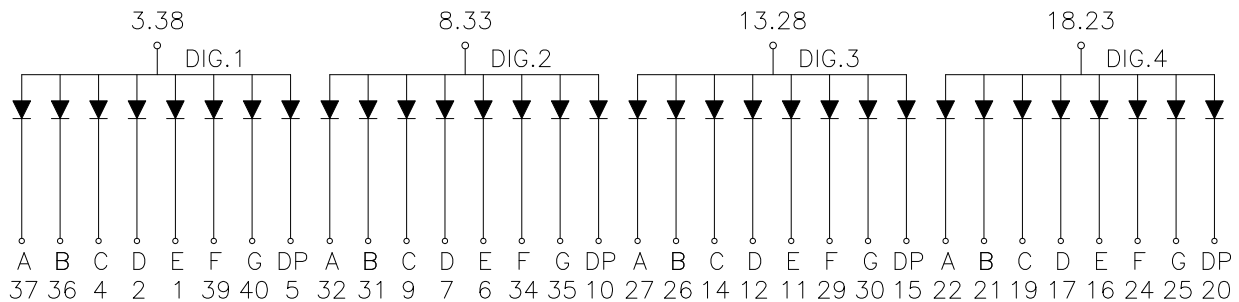 3.38 8.33 13.28 18.23
DIG.1 DIG.2 DIG.3 DIG.4
A B C D E F G DP A B C D E F G DP A B C D E F G DP A B C D E F G DP
37 36 4 2 1 39 40 5 32 31 9 7 6 34 35 10 27 26 14 12 11 29 30 15 22 21 19 17 16 24 25 20